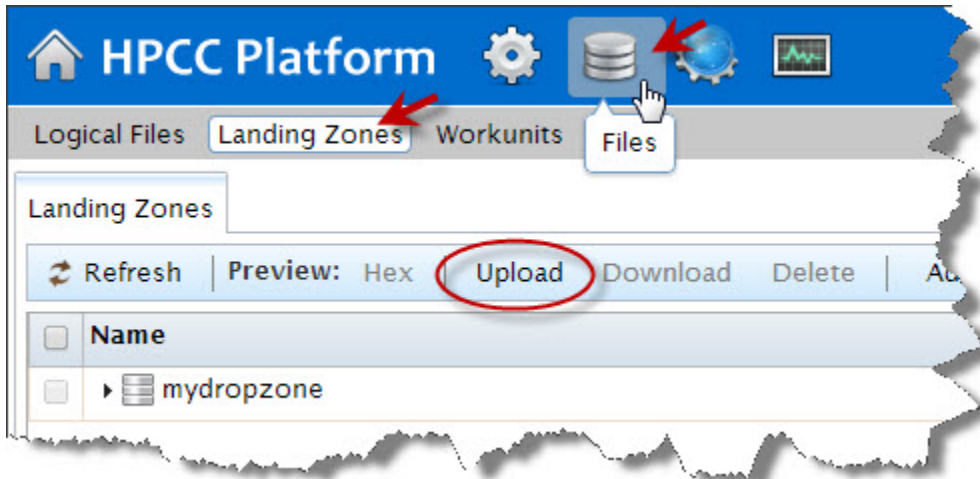 HPCC Platform
Logical Files Landing Zones Workunits Files
Landing Zones
Refresh Preview: Hex Upload Download Delete
Name
mydropzone